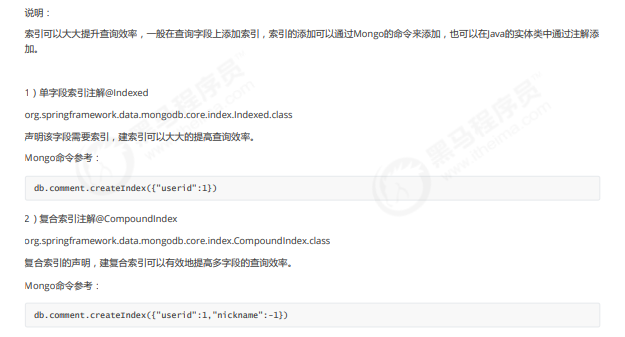 说明：
索引可以大大提升查询效率，一般在查询字段上添加索引，索引的添加可以通过Mongo的命令来添加，也可以在Java的实体类中通过注解添
加。
1）单字段索引注解@Indexed
org.springframework.data.mongodb.core.index.Indexed.class
声明该字段需要索引，建索引可以大大的提高查询效率。
Mongo命令参考：
db.comment.createIndex({"userid":1})
2）复合索引注解@CompoundIndex
org.springframework.data.mongodb.core.index.CompoundIndex.class
复合索引的声明，建复合索引可以有效地提高多字段的查询效率。
Mongo命令参考：
db.comment.createIndex({"userid":1,"nickname":-1})
黑马程序员
www.itheima.com
黑马程序员
www.itheima.com